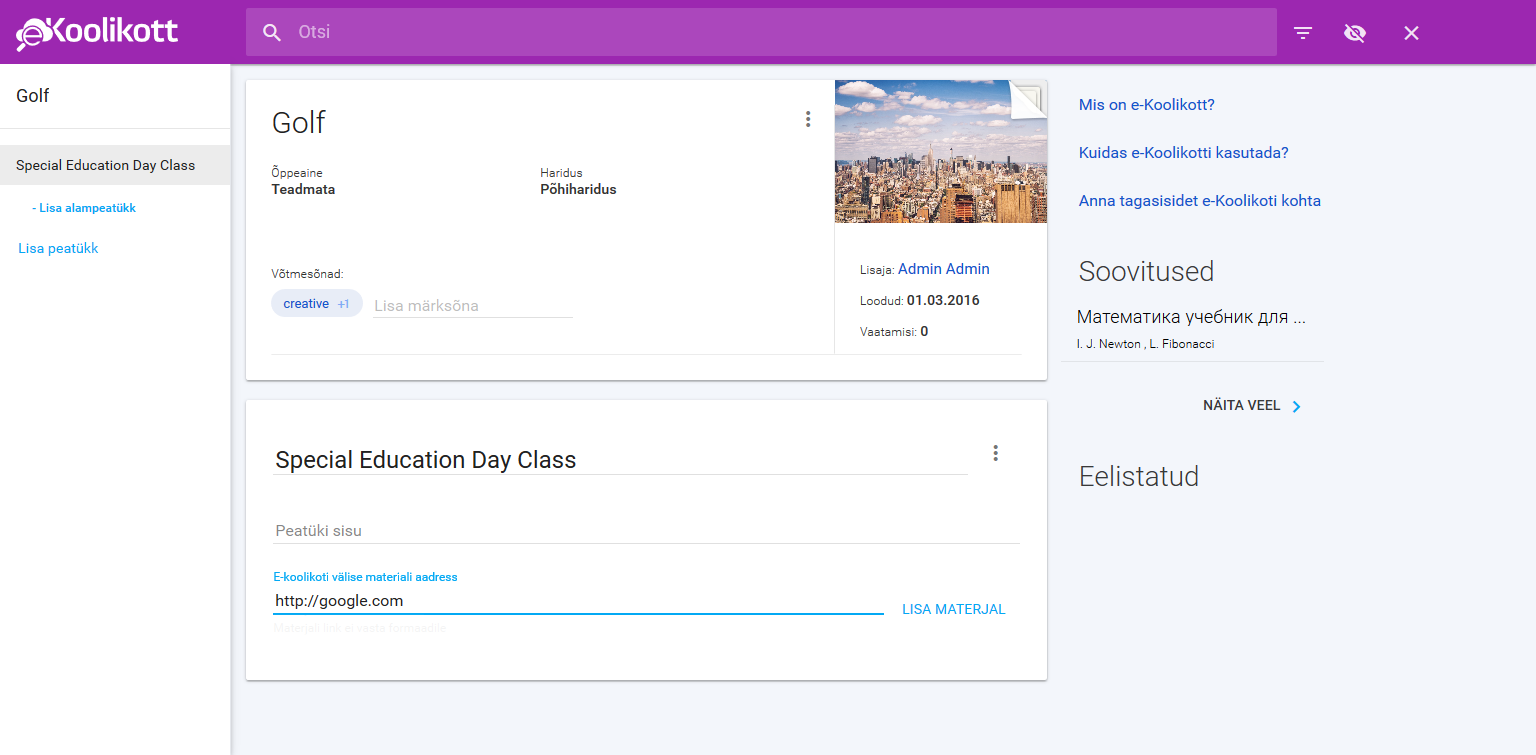 eKoolikott
Otsi
Golf
Special Education Day Class
- Lisa alampeatükk
Lisa peatükk
Golf
Õppeaine
Teadmata
Haridus
Põhiharidus
Võtmesõnad:
creative +1
Lisa märksõna
Lisaja: Admin Admin
Loodud: 01.03.2016
Vaatamisi: 0
Special Education Day Class
Peatüki sisu
E-koolikoti välise materiali aadress
http://google.com
LISA MATERJAL
Materjali link ei vasta formaadile
Mis on e-Koolikott?
Kuidas e-Koolikotti kasutada?
Anna tagasisidet e-Koolikoti kohta
Soovitused
Математика учебник для ...
I. J. Newton , L. Fibonacci
NÄITA VEEL
Eelistatud